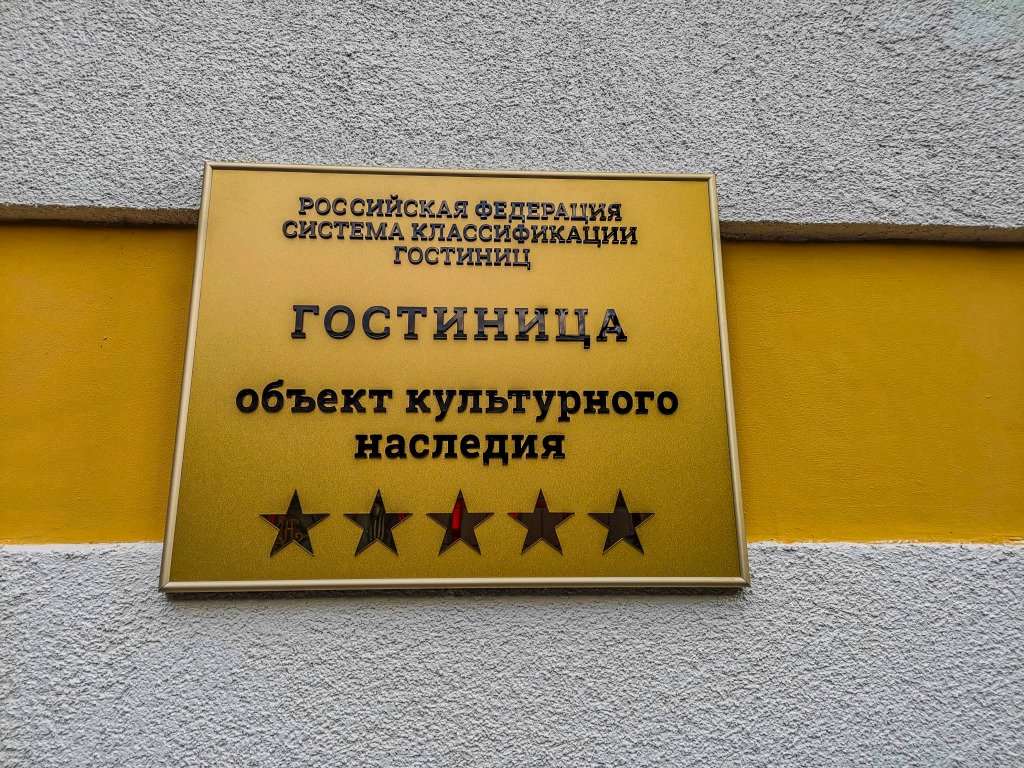 РОССИЙСКАЯ ФЕДЕРАЦИЯ
СИСТЕМА КЛАССИФИКАЦИИ
ГОСТИНИЦ
ГОСТИНИЦА
объект культурного
наследия